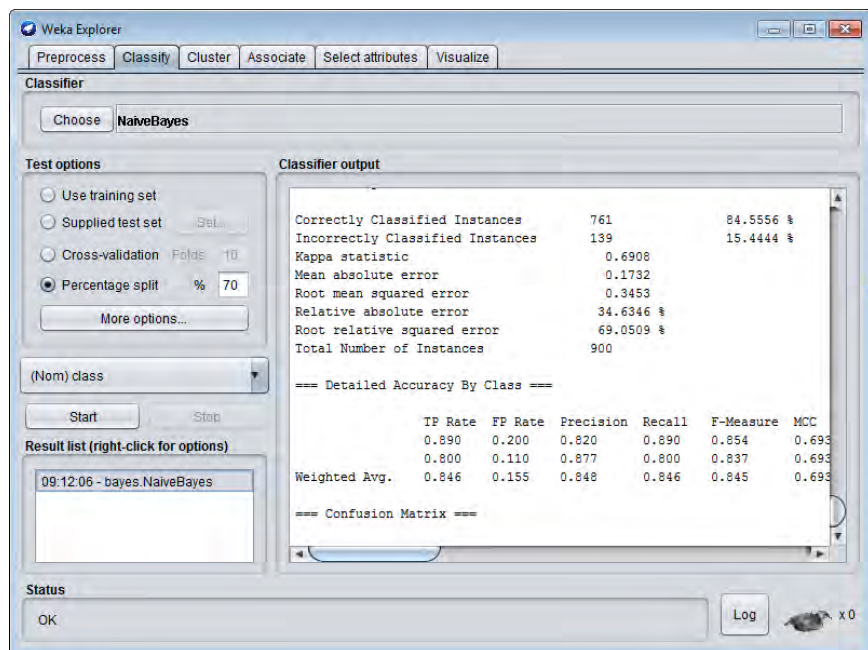 Weka Explorer
Preprocess Classify Cluster Associate Select attributes Visualize
Classifier
Choose NaiveBayes
Test options
Use training set
Supplied test set Set...
Cross-validation Folds 10
Percentage split % 70
More options...
(Nom) class
Start Stop
Result list (right-click for options)
09:12:06 - bayes.NaiveBayes
Classifier output
Correctly Classified Instances 761 84.5556 %
Incorrectly Classified Instances 139 15.4444 %
Kappa statistic 0.6908
Mean absolute error 0.1732
Root mean squared error 0.3453
Relative absolute error 34.6346 %
Root relative squared error 69.0509 %
Total Number of Instances 900
=== Detailed Accuracy By Class ===
TP Rate FP Rate Precision Recall F-Measure MCC
0.890 0.200 0.820 0.890 0.854 0.693
0.800 0.110 0.877 0.800 0.837 0.693
Weighted Avg. 0.846 0.155 0.848 0.846 0.845 0.693
=== Confusion Matrix ===
Status
OK
Log x 0